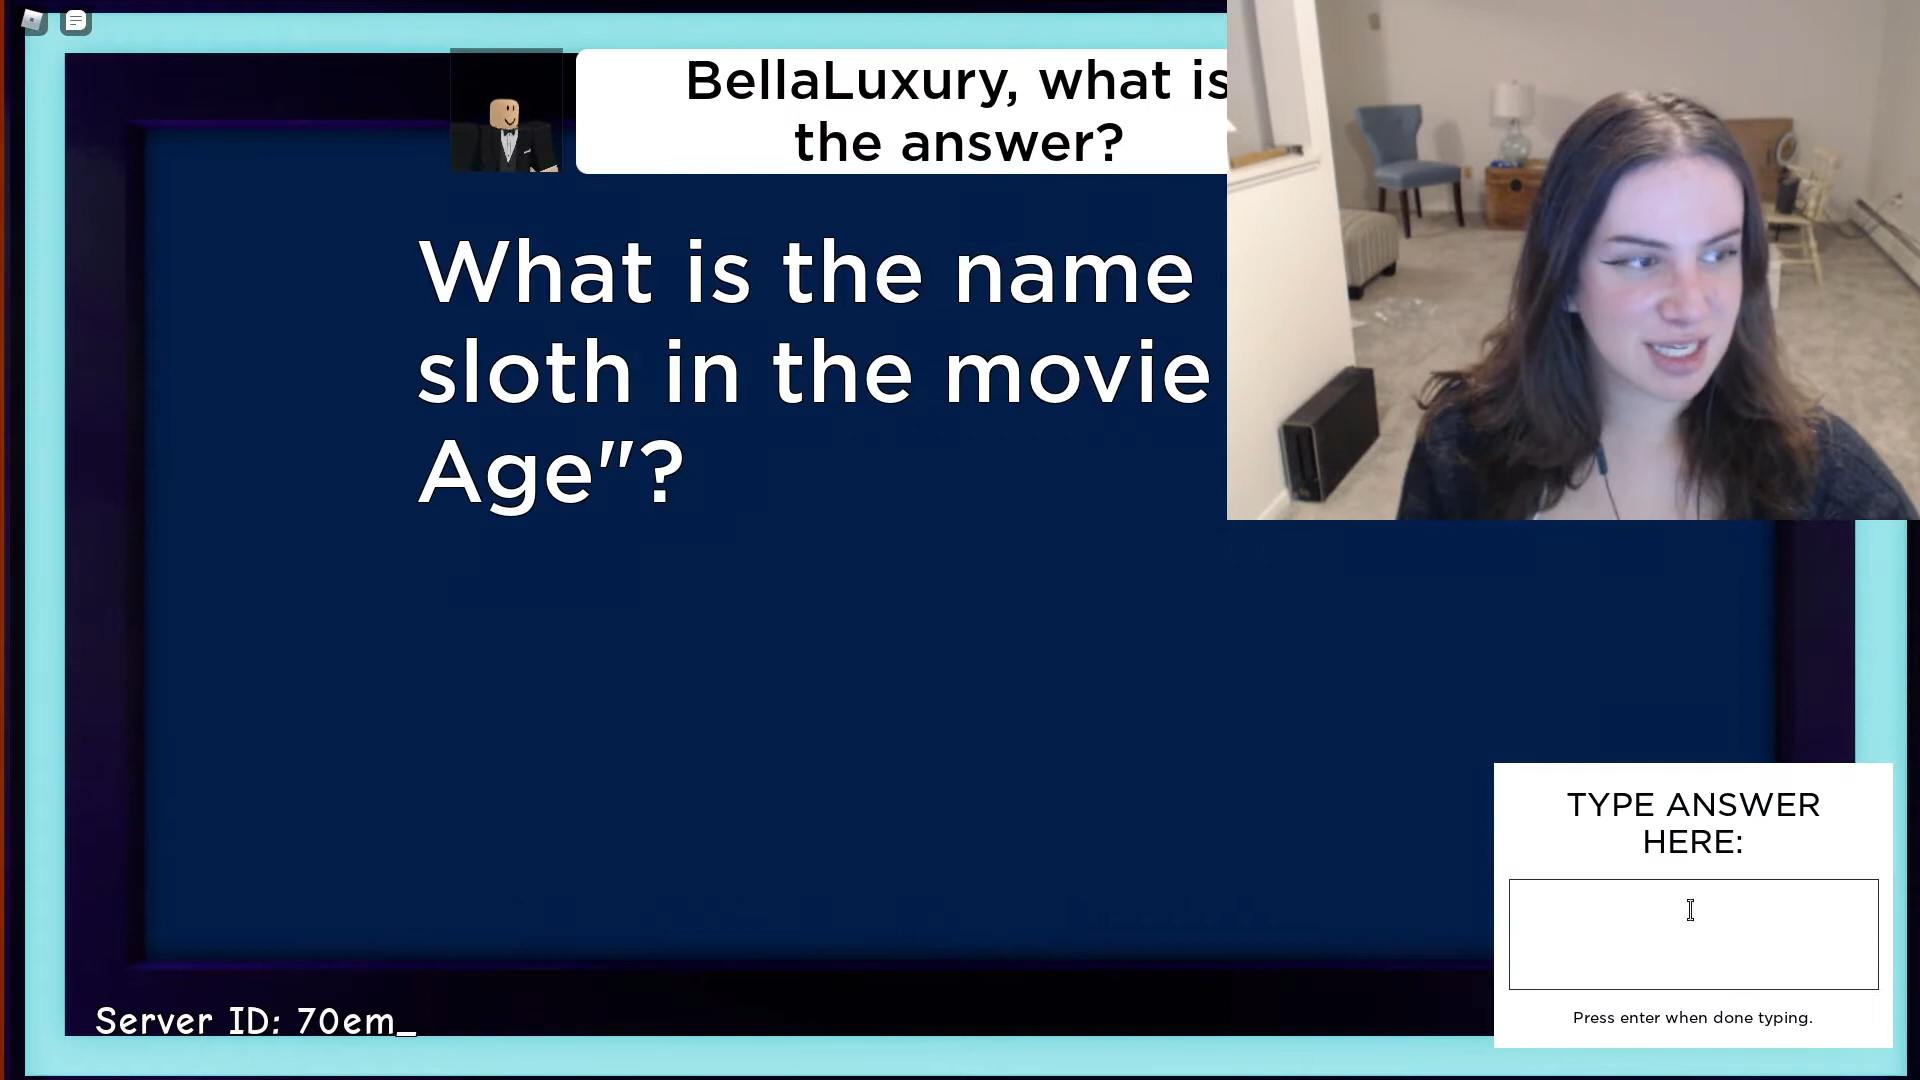 BellaLuxury, what is
the answer?
What is the name
sloth in the movie
Age"?
TYPE ANSWER
HERE:
Press enter when done typing.
Server ID: 70em_